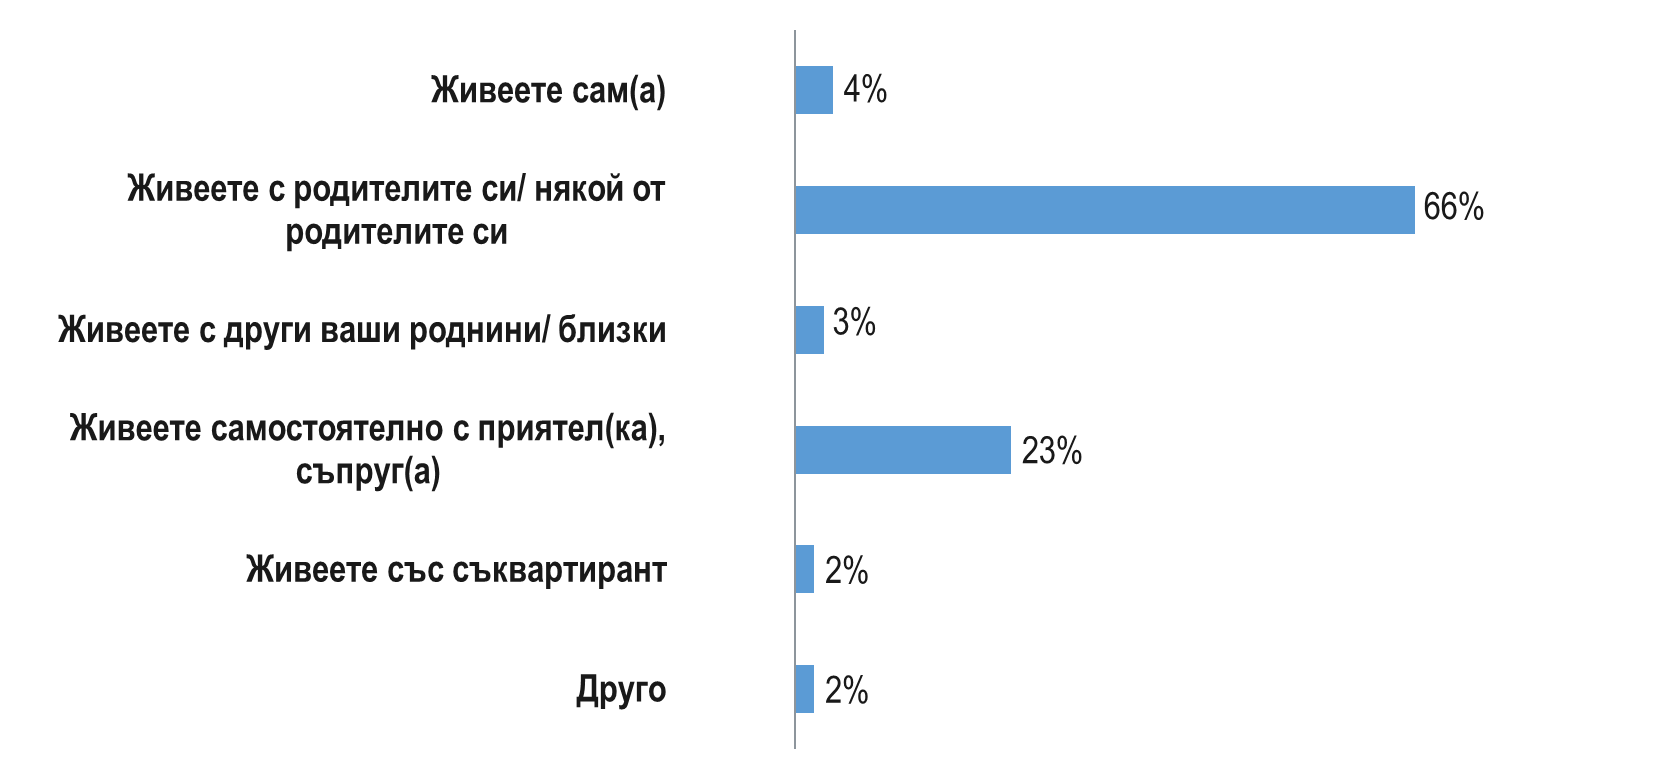 Живеете сам(а)
4%
Живеете с родителите си/ някой от
родителите си
66%
Живеете с други ваши роднини/ близки
3%
Живеете самостоятелно с приятел(ка),
съпруг(а)
23%
Живеете със съквартирант
2%
Друго
2%